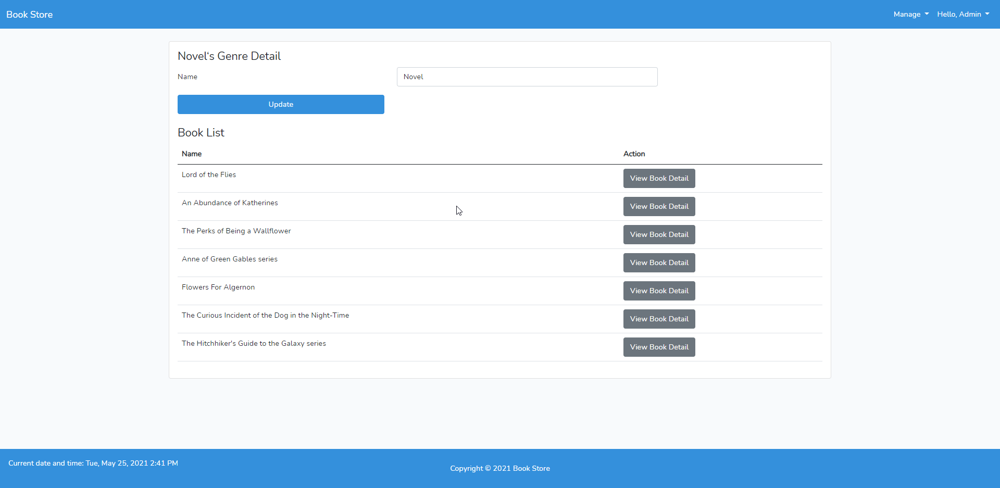 Book Store
Manage
Hello, Admin
Novel‘s Genre Detail
Name
Novel
Update
Book List
Name Action
Lord of the Flies View Book Detail
An Abundance of Katherines View Book Detail
The Perks of Being a Wallflower View Book Detail
Anne of Green Gables series View Book Detail
Flowers For Algernon View Book Detail
The Curious Incident of the Dog in the Night-Time View Book Detail
The Hitchhiker's Guide to the Galaxy series View Book Detail
Current date and time: Tue, May 25, 2021 2:41 PM
Copyright © 2021 Book Store